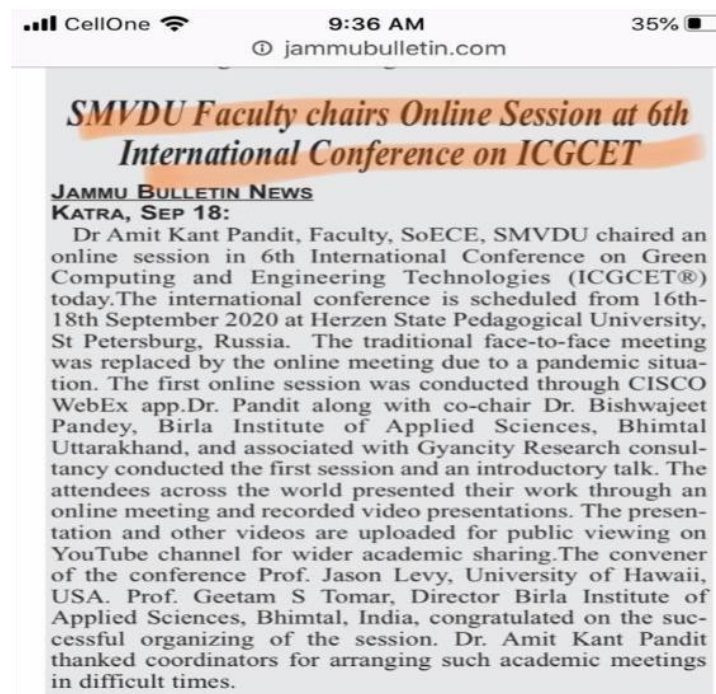 CellOne 9:36 AM 35%
jammubulletin.com
SMVDU Faculty chairs Online Session at 6th
International Conference on ICGCET
JAMMU BULLETIN NEWS
KATRA, SEP 18:
Dr Amit Kant Pandit, Faculty, SoECE, SMVDU chaired an
online session in 6th International Conference on Green
Computing and Engineering Technologies (ICGCET®)
today.The international conference is scheduled from 16th-
18th September 2020 at Herzen State Pedagogical University,
St Petersburg, Russia. The traditional face-to-face meeting
was replaced by the online meeting due to a pandemic situa-
tion. The first online session was conducted through CISCO
WebEx app.Dr. Pandit along with co-chair Dr. Bishwajeet
Pandey, Birla Institute of Applied Sciences, Bhimtal
Uttarakhand, and associated with Gyancity Research consul-
tancy conducted the first session and an introductory talk. The
attendees across the world presented their work through an
online meeting and recorded video presentations. The presen-
tation and other videos are uploaded for public viewing on
YouTube channel for wider academic sharing.The convener
of the conference Prof. Jason Levy, University of Hawaii,
USA. Prof. Geetam S Tomar, Director Birla Institute of
Applied Sciences, Bhimtal, India, congratulated on the suc-
cessful organizing of the session. Dr. Amit Kant Pandit
thanked coordinators for arranging such academic meetings
in difficult times.